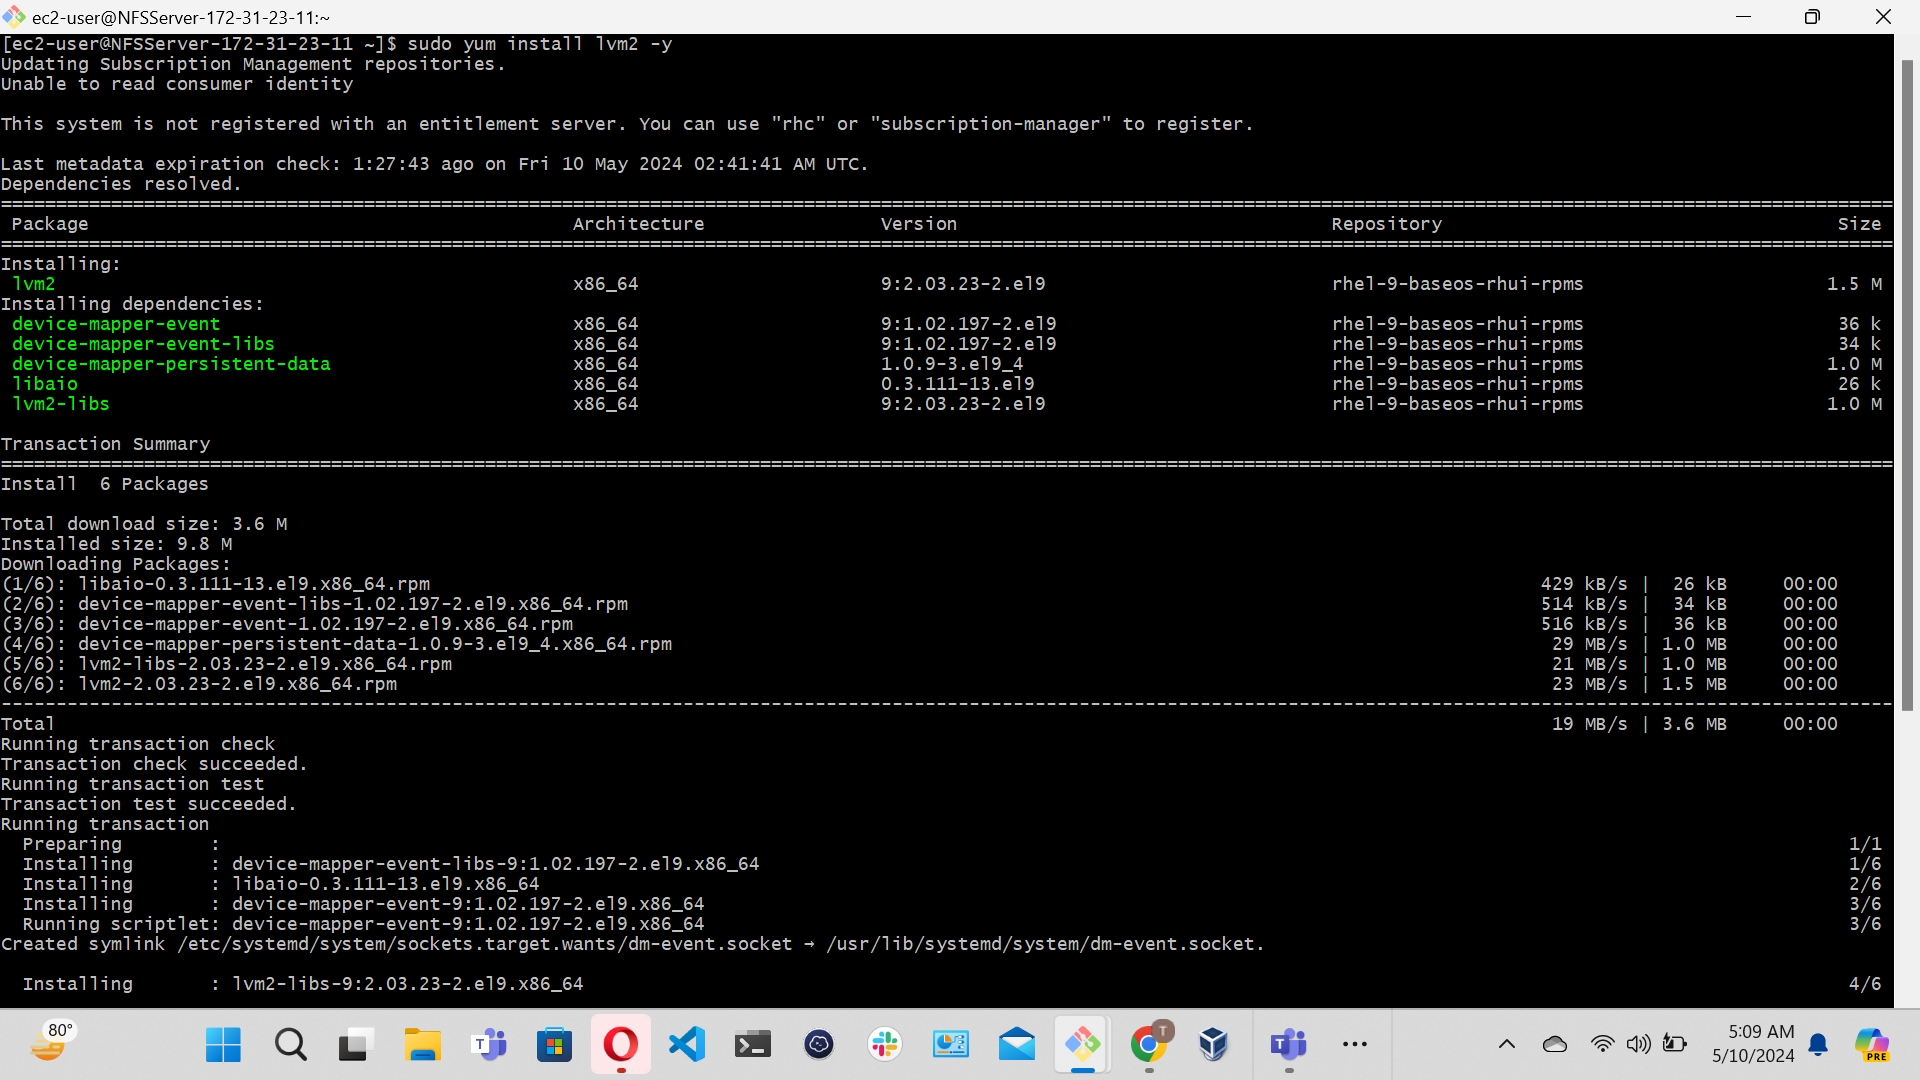 ec2-user@NFSServer-172-31-23-11:~
[ec2-user@NFSServer-172-31-23-11 ~]$ sudo yum install lvm2 -y
Updating Subscription Management repositories.
Unable to read consumer identity
This system is not registered with an entitlement server. You can use "rhc" or "subscription-manager" to register.
Last metadata expiration check: 1:27:43 ago on Fri 10 May 2024 02:41:41 AM UTC.
Dependencies resolved.
Package Architecture Version Repository Size
Installing:
lvm2 x86_64 9:2.03.23-2.el9 rhel-9-baseos-rhui-rpms 1.5 M
Installing dependencies:
device-mapper-event x86_64 9:1.02.197-2.el9 rhel-9-baseos-rhui-rpms 36 k
device-mapper-event-libs x86_64 9:1.02.197-2.el9 rhel-9-baseos-rhui-rpms 34 k
device-mapper-persistent-data x86_64 1.0.9-3.el9_4 rhel-9-baseos-rhui-rpms 1.0 M
libaio x86_64 0.3.111-13.el9 rhel-9-baseos-rhui-rpms 26 k
lvm2-libs x86_64 9:2.03.23-2.el9 rhel-9-baseos-rhui-rpms 1.0 M
Transaction Summary
Install 6 Packages
Total download size: 3.6 M
Installed size: 9.8 M
Downloading Packages:
(1/6): libaio-0.3.111-13.el9.x86_64.rpm 429 kB/s | 26 kB 00:00
(2/6): device-mapper-event-libs-1.02.197-2.el9.x86_64.rpm 514 kB/s | 34 kB 00:00
(3/6): device-mapper-event-1.02.197-2.el9.x86_64.rpm 516 kB/s | 36 kB 00:00
(4/6): device-mapper-persistent-data-1.0.9-3.el9_4.x86_64.rpm 29 MB/s | 1.0 MB 00:00
(5/6): lvm2-libs-2.03.23-2.el9.x86_64.rpm 21 MB/s | 1.0 MB 00:00
(6/6): lvm2-2.03.23-2.el9.x86_64.rpm 23 MB/s | 1.5 MB 00:00
Total 19 MB/s | 3.6 MB 00:00
Running transaction check
Transaction check succeeded.
Running transaction test
Transaction test succeeded.
Running transaction
Preparing : 1/1
Installing : device-mapper-event-libs-9:1.02.197-2.el9.x86_64 1/6
Installing : libaio-0.3.111-13.el9.x86_64 2/6
Installing : device-mapper-event-9:1.02.197-2.el9.x86_64 3/6
Running scriptlet: device-mapper-event-9:1.02.197-2.el9.x86_64 3/6
Created symlink /etc/systemd/system/sockets.target.wants/dm-event.socket → /usr/lib/systemd/system/dm-event.socket.
Installing : lvm2-libs-9:2.03.23-2.el9.x86_64 4/6
80°
T
T
T
5:09 AM
5/10/2024
PRE